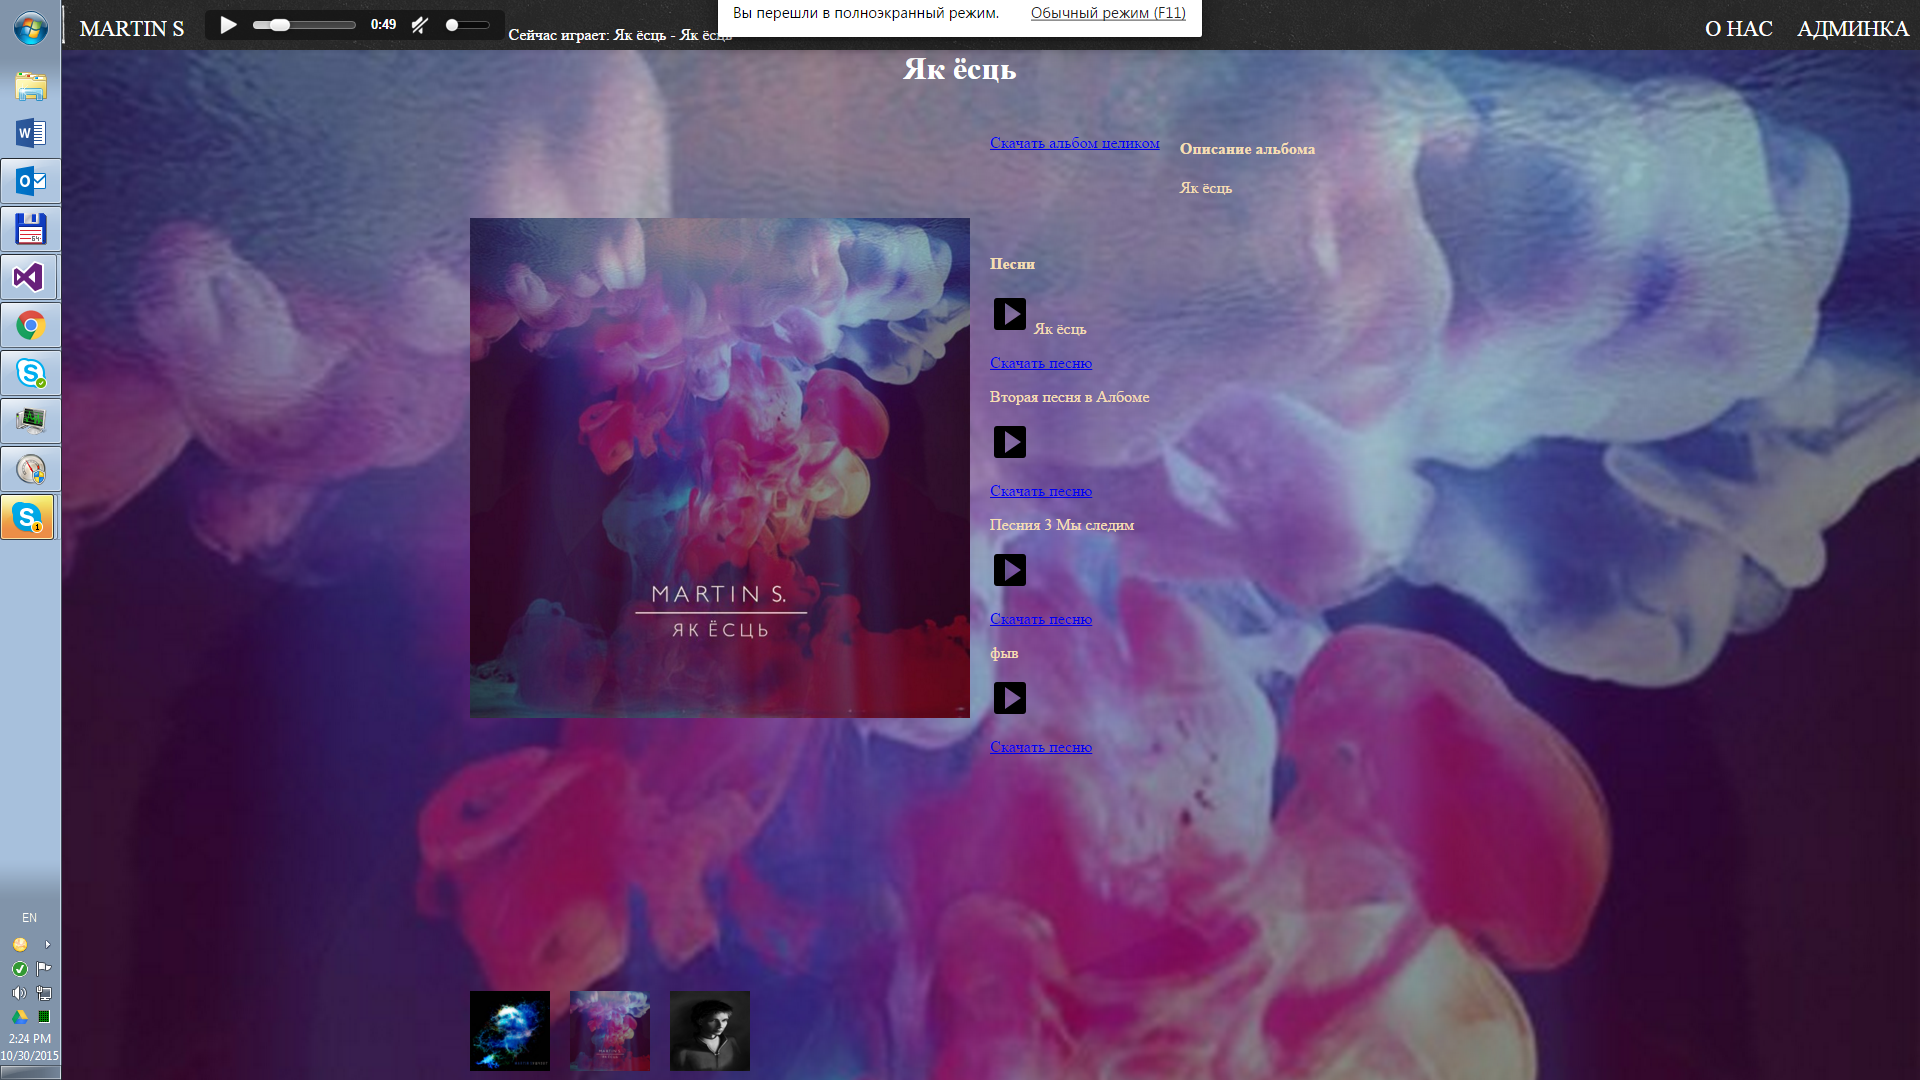 MARTIN S
0:49
Сейчас играет: Як ёсць - Як ёсць
Вы перешли в полноэкранный режим. Обычный режим (F11)
О НАС
АДМИНКА
Як ёсць
Скачать альбом целиком
Описание альбома
Як ёсць
Песни
Як ёсць
Скачать песню
Вторая песня в Албоме
Скачать песню
Песния 3 Мы следим
Скачать песню
фыв
Скачать песню
MARTIN S.
ЯК ЁСЦЬ
MARTIN S.
EN
2:24 PM
10/30/2015